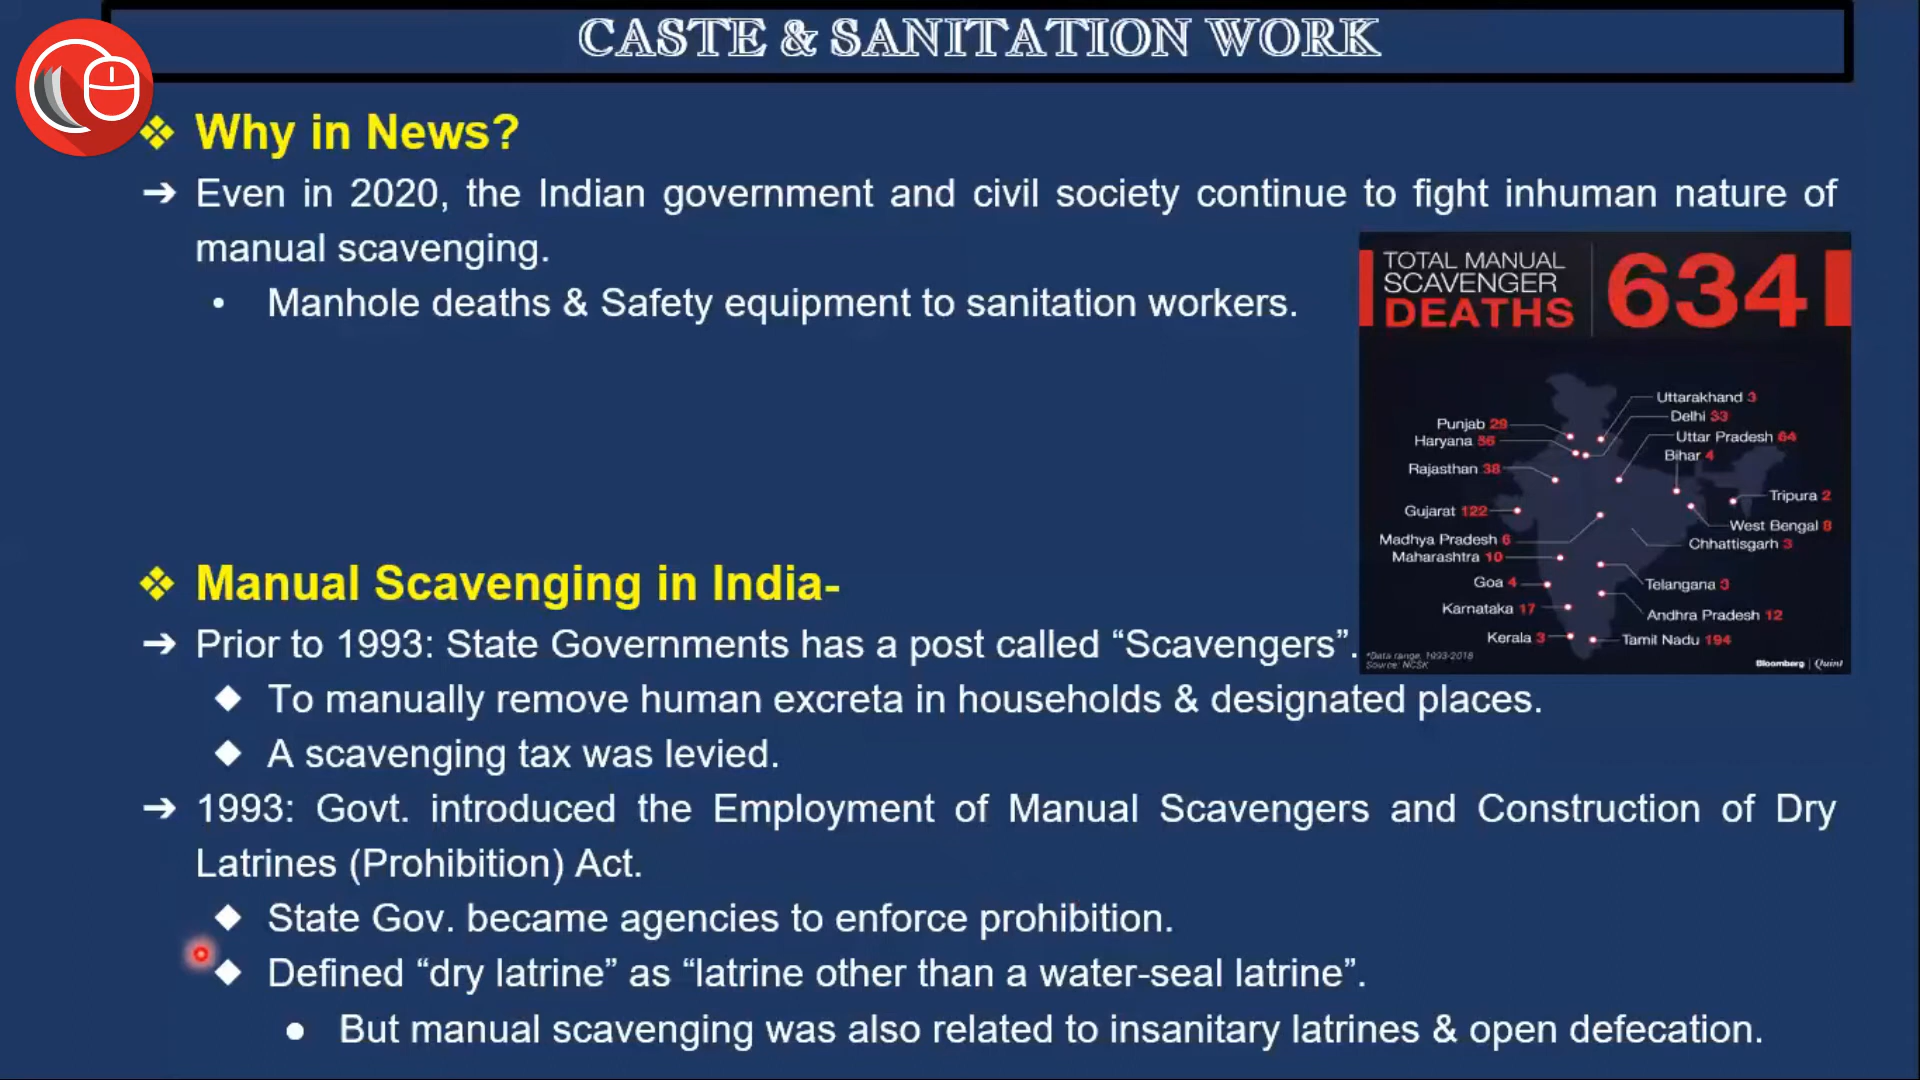 CASTE & SANITATION WORK
❖ Why in News?
➔ Even in 2020, the Indian government and civil society continue to fight inhuman nature of
manual scavenging.
• Manhole deaths & Safety equipment to sanitation workers.
TOTAL MANUAL
SCAVENGER
DEATHS
634
Uttarakhand 3
Delhi 33
Punjab 29
Uttar Pradesh 64
Haryana 56
Bihar 4
Rajasthan 38
Tripura 2
Gujarat 122
West Bengal 8
Madhya Pradesh 6
Chhattisgarh 3
Maharashtra 10
Goa 4
Telangana 3
Karnataka 17
Andhra Pradesh 12
Kerala 3
Tamil Nadu 194
*Data range, 1993-2018
Source: NCSK
Bloomberg | Quint
❖ Manual Scavenging in India-
➔ Prior to 1993: State Governments has a post called “Scavengers”.
◆ To manually remove human excreta in households & designated places.
◆ A scavenging tax was levied.
➔ 1993: Govt. introduced the Employment of Manual Scavengers and Construction of Dry
Latrines (Prohibition) Act.
◆ State Gov. became agencies to enforce prohibition.
◆ Defined “dry latrine” as “latrine other than a water-seal latrine”.
● But manual scavenging was also related to insanitary latrines & open defecation.